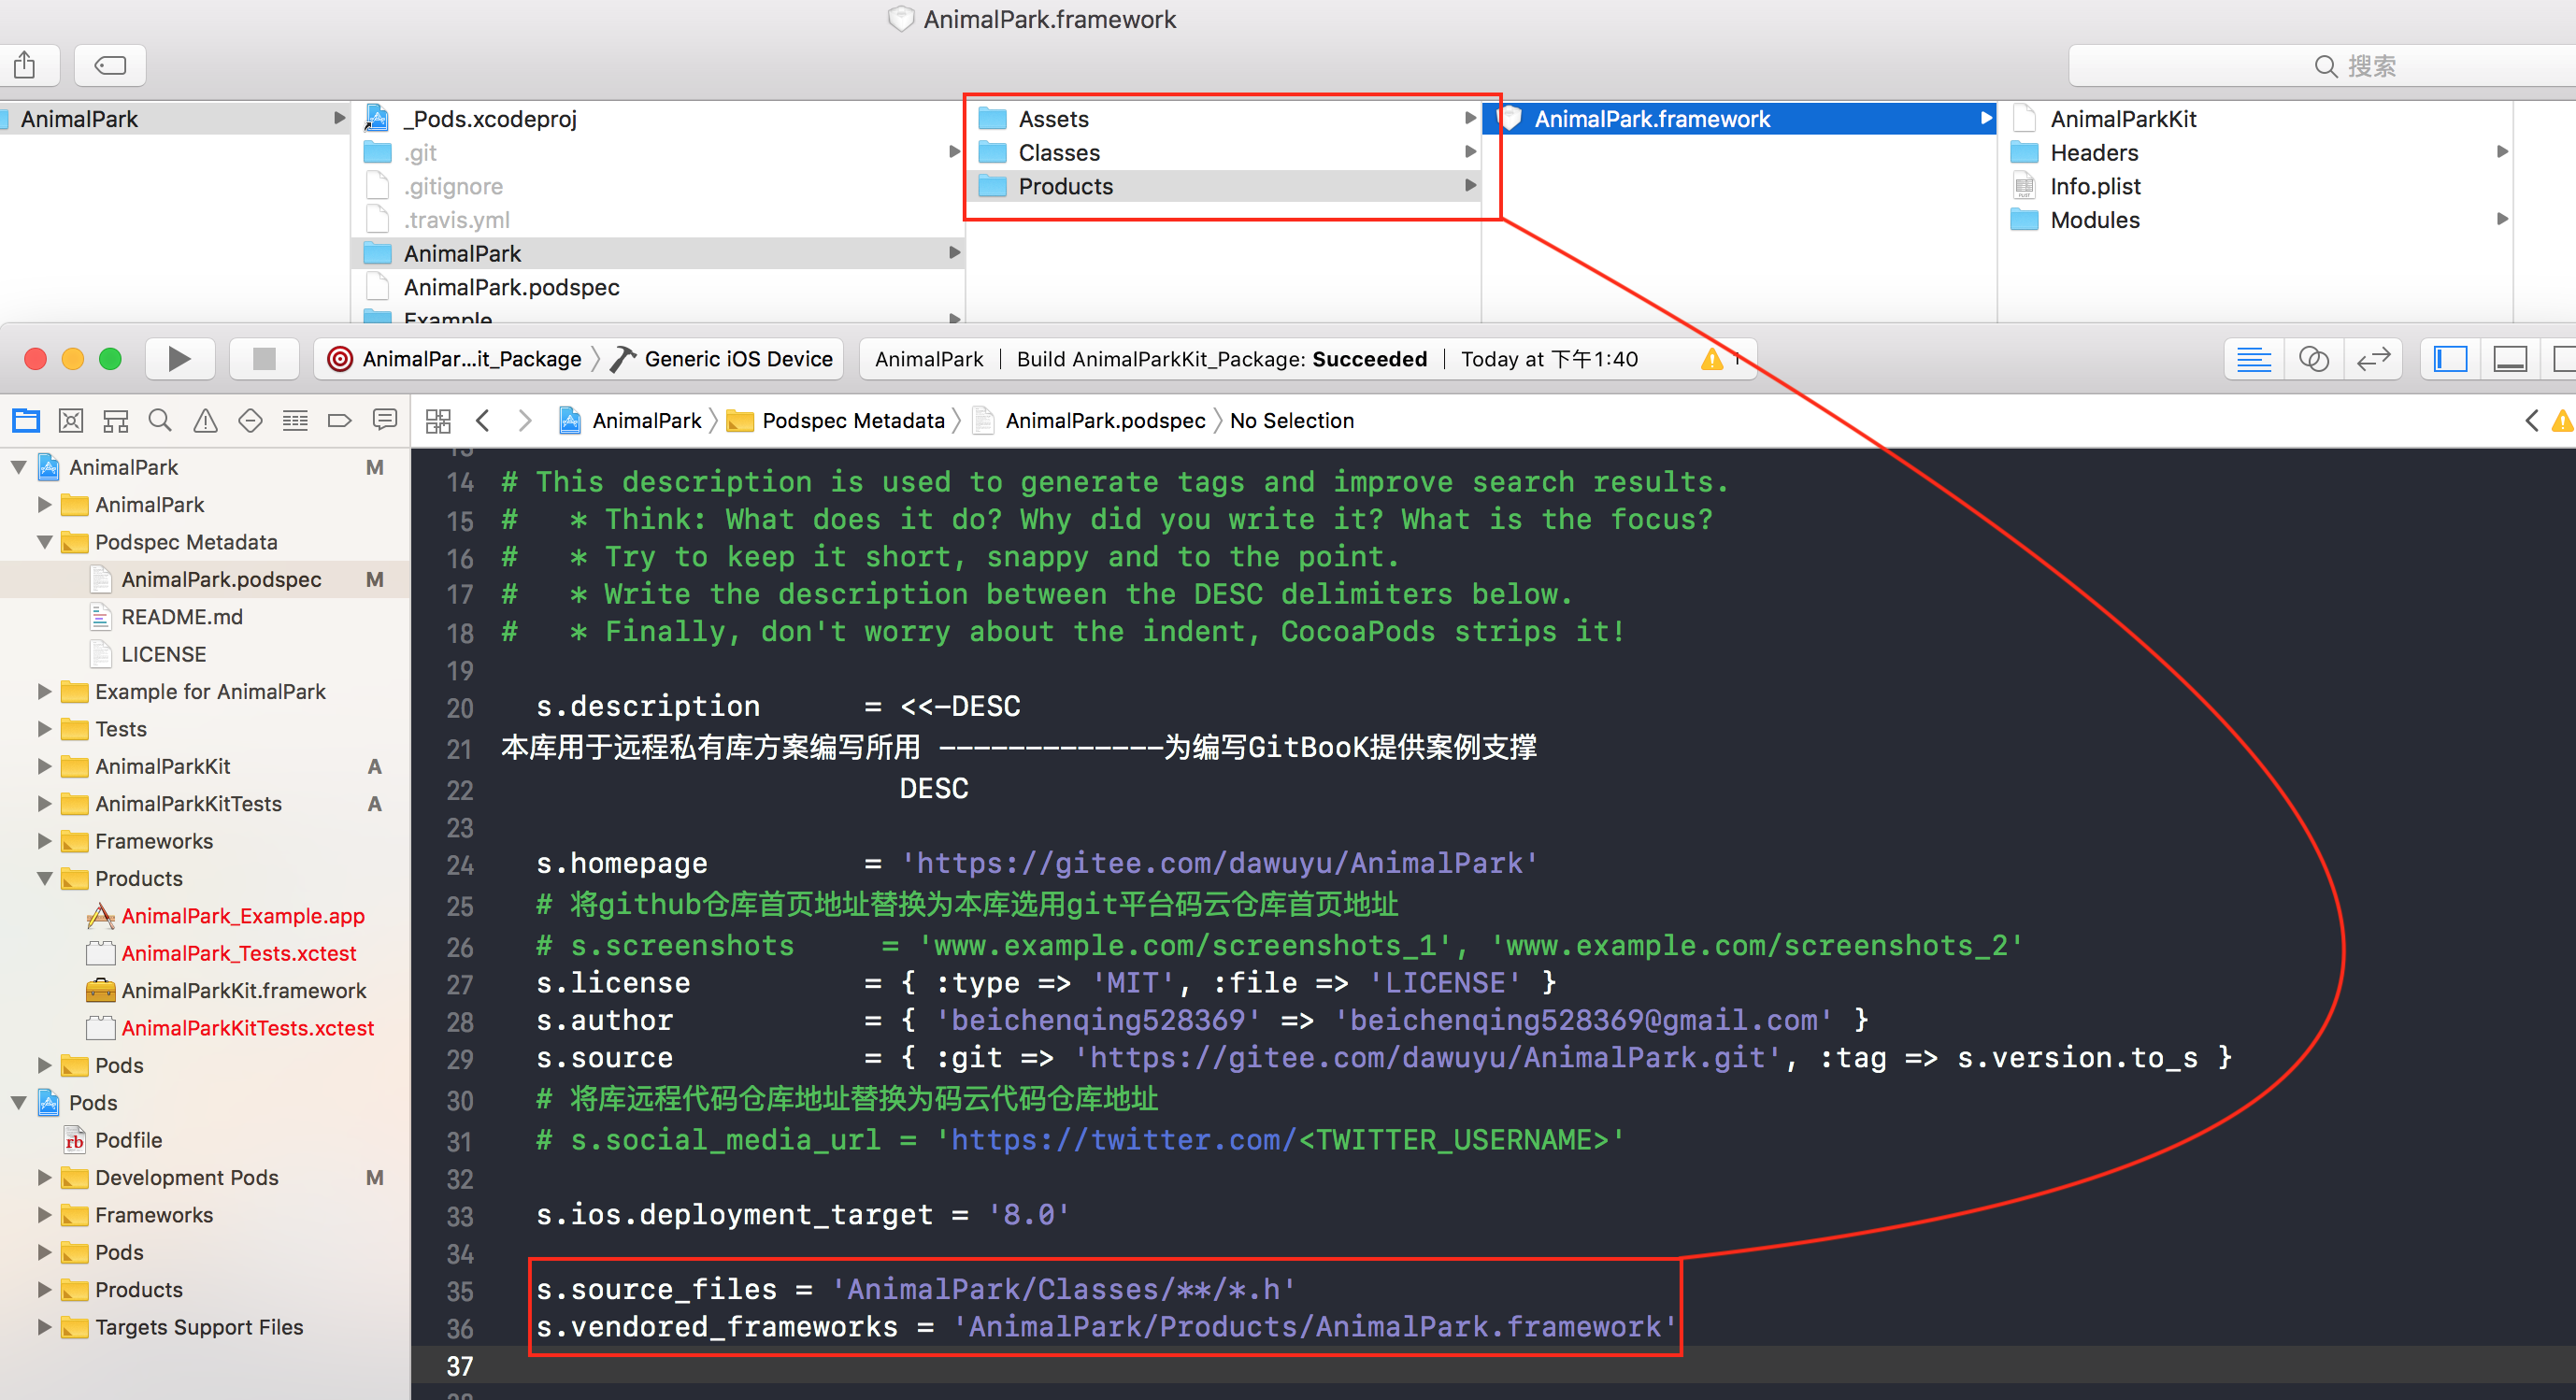 AnimalPark.framework
搜索
AnimalPark
_Pods.xcodeproj
.git
.gitignore
.travis.yml
AnimalPark
AnimalPark.podspec
Example
Assets
Classes
Products
AnimalPark.framework
AnimalParkKit
Headers
Info.plist
Modules
AnimalPar...it_Package 〉 Generic iOS Device
AnimalPark | Build AnimalParkKit_Package: Succeeded | Today at 下午1:40
1
AnimalPark 〉 Podspec Metadata 〉 AnimalPark.podspec 〉 No Selection
AnimalPark M
AnimalPark
Podspec Metadata
AnimalPark.podspec M
README.md
LICENSE
Example for AnimalPark
Tests
AnimalParkKit A
AnimalParkKitTests A
Frameworks
Products
AnimalPark_Example.app
AnimalPark_Tests.xctest
AnimalParkKit.framework
AnimalParkKitTests.xctest
Pods
Pods
rb Podfile
Development Pods M
Frameworks
Pods
Products
Targets Support Files
13
14 # This description is used to generate tags and improve search results.
15 #   * Think: What does it do? Why did you write it? What is the focus?
16 #   * Try to keep it short, snappy and to the point.
17 #   * Write the description between the DESC delimiters below.
18 #   * Finally, don't worry about the indent, CocoaPods strips it!
19
20   s.description      = <<-DESC
21 本库用于远程私有库方案编写所用 -------------为编写GitBooK提供案例支撑
22                        DESC
23
24   s.homepage         = 'https://gitee.com/dawuyu/AnimalPark'
25   # 将github仓库首页地址替换为本库选用git平台码云仓库首页地址
26   # s.screenshots     = 'www.example.com/screenshots_1', 'www.example.com/screenshots_2'
27   s.license          = { :type => 'MIT', :file => 'LICENSE' }
28   s.author           = { 'beichenqing528369' => 'beichenqing528369@gmail.com' }
29   s.source           = { :git => 'https://gitee.com/dawuyu/AnimalPark.git', :tag => s.version.to_s }
30   # 将库远程代码仓库地址替换为码云代码仓库地址
31   # s.social_media_url = 'https://twitter.com/<TWITTER_USERNAME>'
32
33   s.ios.deployment_target = '8.0'
34
35   s.source_files = 'AnimalPark/Classes/**/*.h'
36   s.vendored_frameworks = 'AnimalPark/Products/AnimalPark.framework'
37
38